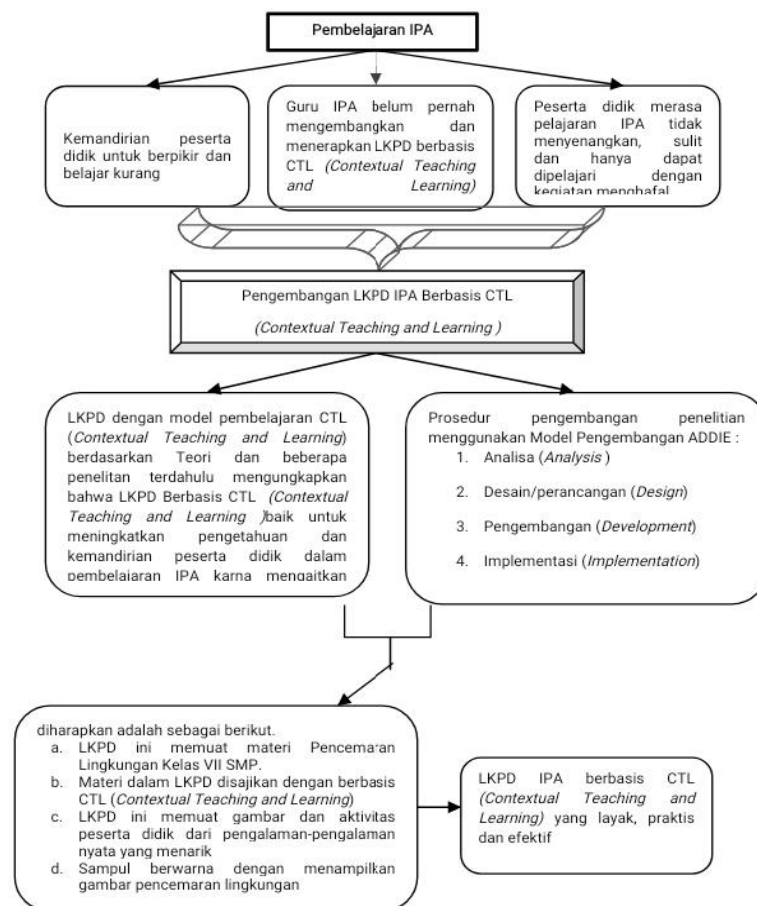 Pembelajaran IPA
Kemandirian peserta
didik untuk berpikir dan
belajar kurang
Guru IPA belum pernah
mengembangkan dan
menerapkan LKPD berbasis
CTL (Contextual Teaching
and Learning)
Peserta didik merasa
pelajaran IPA tidak
menyenangkan, sulit
dan hanya dapat
dipelajari dengan
kegiatan menghafal
Pengembangan LKPD IPA Berbasis CTL
(Contextual Teaching and Learning )
LKPD dengan model pembelajaran CTL
(Contextual Teaching and Learning)
berdasarkan Teori dan beberapa
penelitan terdahulu mengungkapkan
bahwa LKPD Berbasis CTL (Contextual
Teaching and Learning )baik untuk
meningkatkan pengetahuan dan
kemandirian peserta didik dalam
pembelajaran IPA karna mengaitkan
Prosedur pengembangan penelitian
menggunakan Model Pengembangan ADDIE :
1. Analisa (Analysis )
2. Desain/perancangan (Design)
3. Pengembangan (Development)
4. Implementasi (Implementation)
diharapkan adalah sebagai berikut.
a. LKPD ini memuat materi Pencemaran
Lingkungan Kelas VII SMP.
b. Materi dalam LKPD disajikan dengan berbasis
CTL (Contextual Teaching and Learning)
c. LKPD ini memuat gambar dan aktivitas
peserta didik dari pengalaman-pengalaman
nyata yang menarik
d. Sampul berwarna dengan menampilkan
gambar pencemaran lingkungan
LKPD IPA berbasis CTL
(Contextual Teaching and
Learning) yang layak, praktis
dan efektif